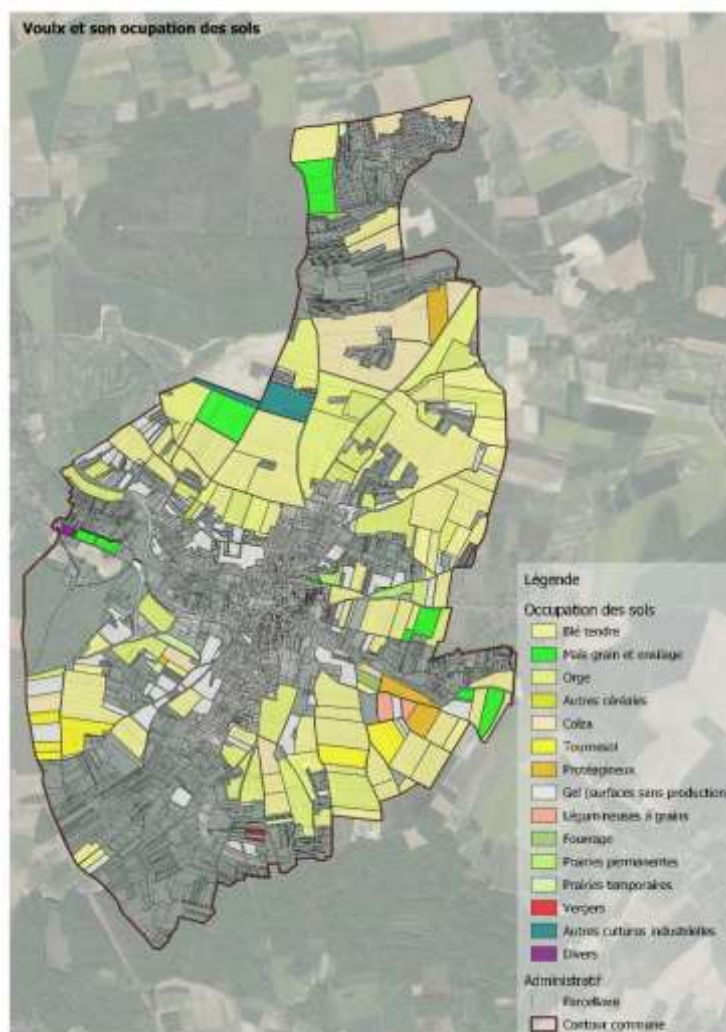 Voulx et son ocupation des sols
Légende
Occupation des sols
Blé tendre
Maïs grain et ensilage
Orge
Autres céréales
Colza
Tournesol
Protéagineux
Gel (surfaces sans production
Légumineuses à grains
Fourrage
Prairies permanentes
Prairies temporaires
Vergers
Autres cultures industrielles
Divers
Administratif
Parcellaire
Contour commune